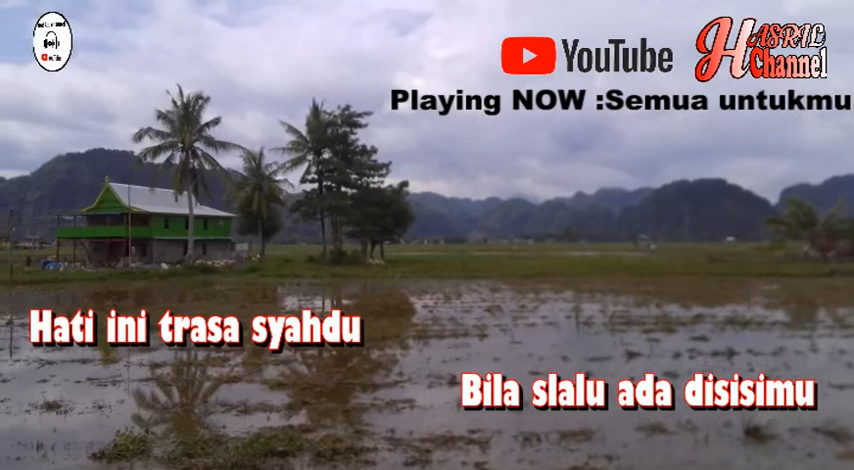 YouTube
HASRIL
Channel
Playing NOW :Semua untukmu
Hati ini trasa syahdu
Bila slalu ada disisimu